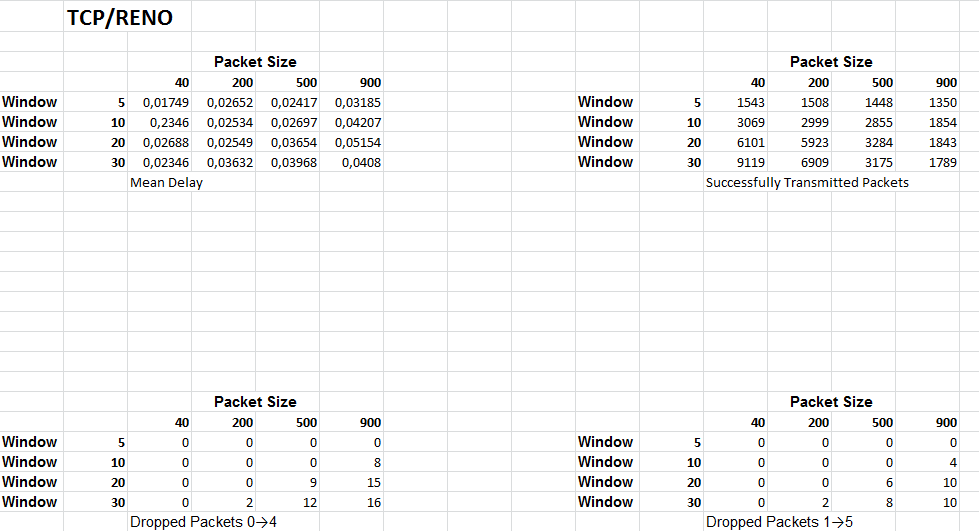 TCP/RENO
Packet Size Packet Size
40 200 500 900 40 200 500 900
Window 5 0,01749 0,02652 0,02417 0,03185 Window 5 1543 1508 1448 1350
Window 10 0,2346 0,02534 0,02697 0,04207 Window 10 3069 2999 2855 1854
Window 20 0,02688 0,02549 0,03654 0,05154 Window 20 6101 5923 3284 1843
Window 30 0,02346 0,03632 0,03968 0,0408 Window 30 9119 6909 3175 1789
Mean Delay Successfully Transmitted Packets
Packet Size Packet Size
40 200 500 900 40 200 500 900
Window 5 0 0 0 0 Window 5 0 0 0 0
Window 10 0 0 0 8 Window 10 0 0 0 4
Window 20 0 0 9 15 Window 20 0 0 6 10
Window 30 0 2 12 16 Window 30 0 2 8 10
Dropped Packets 0→4 Dropped Packets 1→5